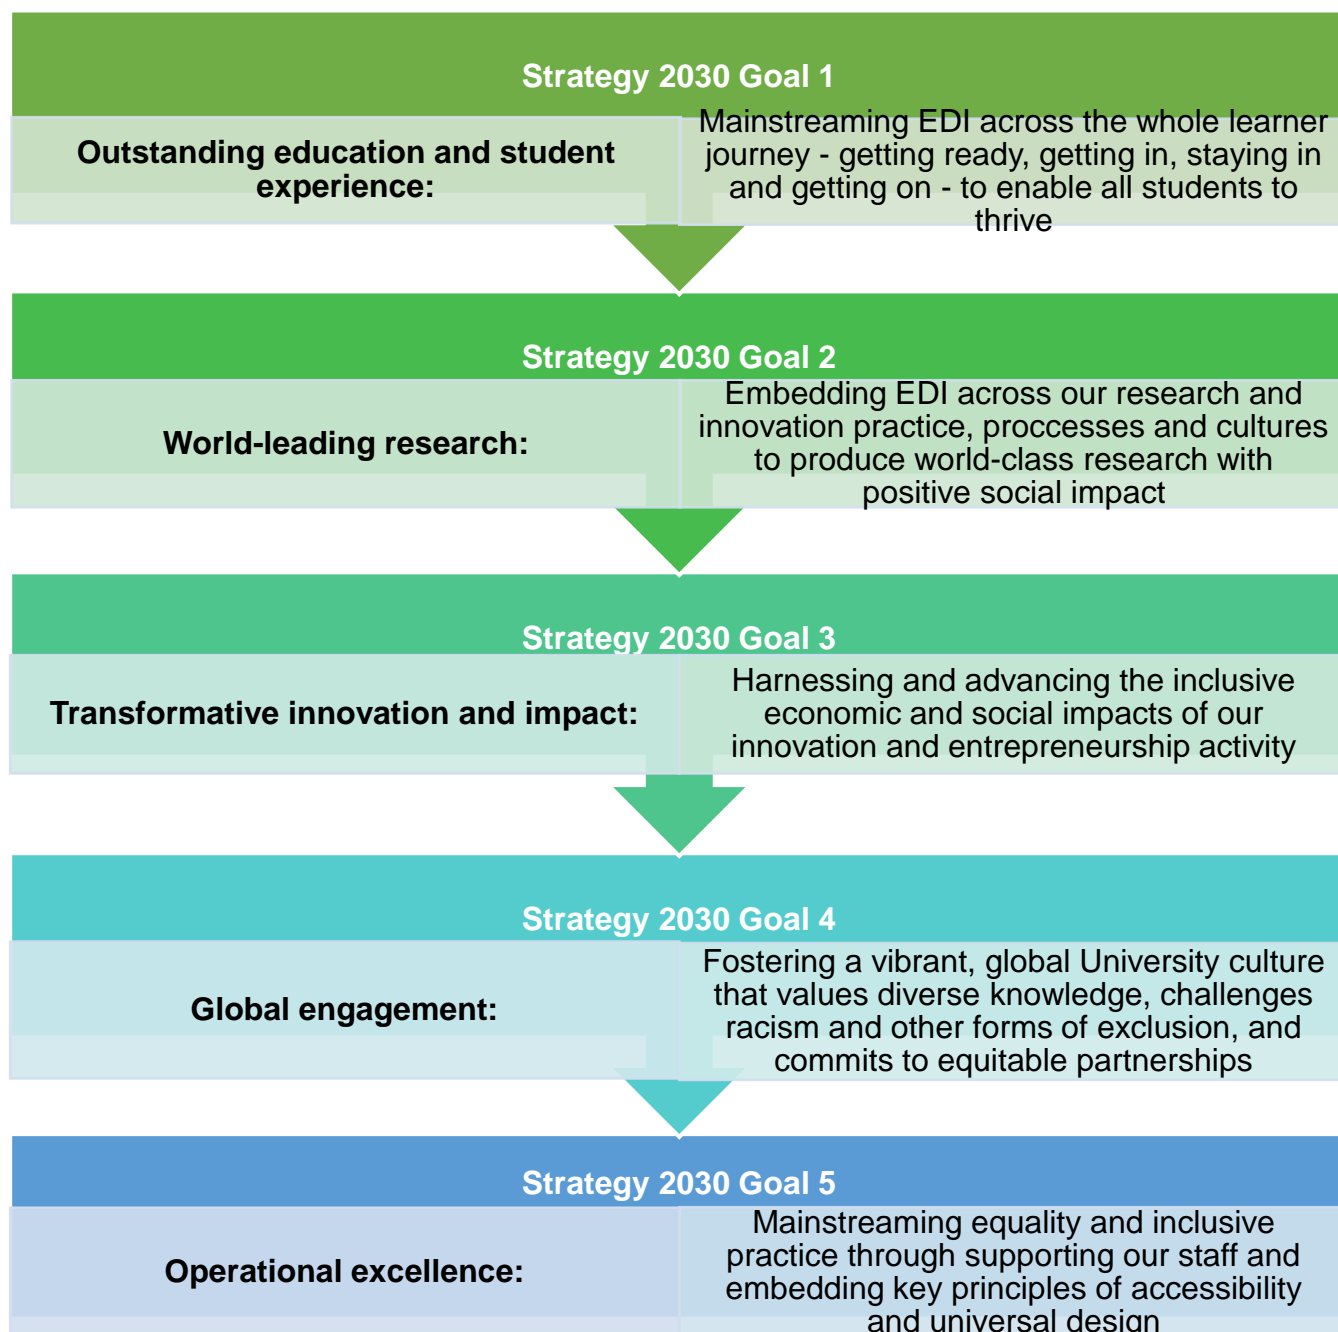 Strategy 2030 Goal 1
Outstanding education and student
experience:
Mainstreaming EDI across the whole learner
journey - getting ready, getting in, staying in
and getting on - to enable all students to
thrive
Strategy 2030 Goal 2
World-leading research:
Embedding EDI across our research and
innovation practice, proccesses and cultures
to produce world-class research with
positive social impact
Strategy 2030 Goal 3
Transformative innovation and impact:
Harnessing and advancing the inclusive
economic and social impacts of our
innovation and entrepreneurship activity
Strategy 2030 Goal 4
Global engagement:
Fostering a vibrant, global University culture
that values diverse knowledge, challenges
racism and other forms of exclusion, and
commits to equitable partnerships
Strategy 2030 Goal 5
Operational excellence:
Mainstreaming equality and inclusive
practice through supporting our staff and
embedding key principles of accessibility
and universal design